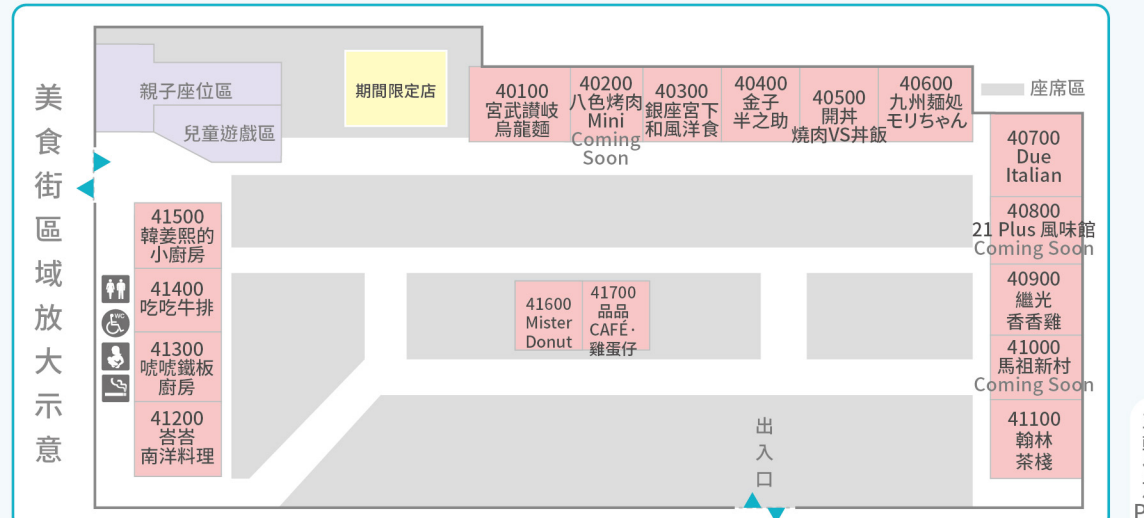 美食街區域放大示意
親子座位區
兒童遊戲區
期間限定店
40100
宮武讃岐
烏龍麵
40200
八色烤肉
Mini
Coming
Soon
40300
銀座宮下
和風洋食
40400
金子
半之助
40500
開丼
燒肉VS丼飯
40600
九州麺処
モリちゃん
座席區
40700
Due
Italian
40800
21 Plus 風味館
Coming Soon
40900
繼光
香香雞
41000
馬祖新村
Coming Soon
41100
翰林
茶棧
41500
韓姜熙的
小廚房
41400
吃吃牛排
41300
唬唬鐵板
廚房
41200
峇峇
南洋料理
WC
41600
Mister
Donut
41700
品品
CAFÉ·
雞蛋仔
出入口